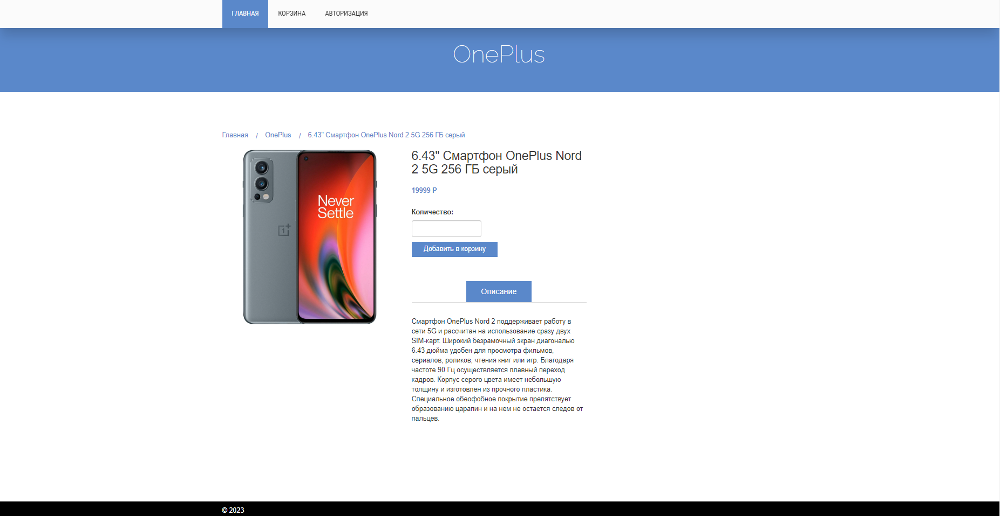 ГЛАВНАЯ КОРЗИНА АВТОРИЗАЦИЯ
OnePlus
Главная / OnePlus / 6.43" Смартфон OnePlus Nord 2 5G 256 ГБ серый
6.43" Смартфон OnePlus Nord
2 5G 256 ГБ серый
19999 Р
Never
Settle
Количество:
1
Добавить в корзину
Описание
Смартфон OnePlus Nord 2 поддерживает работу в
сети 5G и рассчитан на использование сразу двух
SIM-карт. Широкий безрамочный экран диагональю
6.43 дюйма удобен для просмотра фильмов,
сериалов, роликов, чтения книг или игр. Благодаря
частоте 90 Гц осуществляется плавный переход
кадров. Корпус серого цвета имеет небольшую
толщину и изготовлен из прочного пластика.
Специальное обеофобное покрытие препятствует
образованию царапин и на нем не остается следов от
пальцев.
© 2023